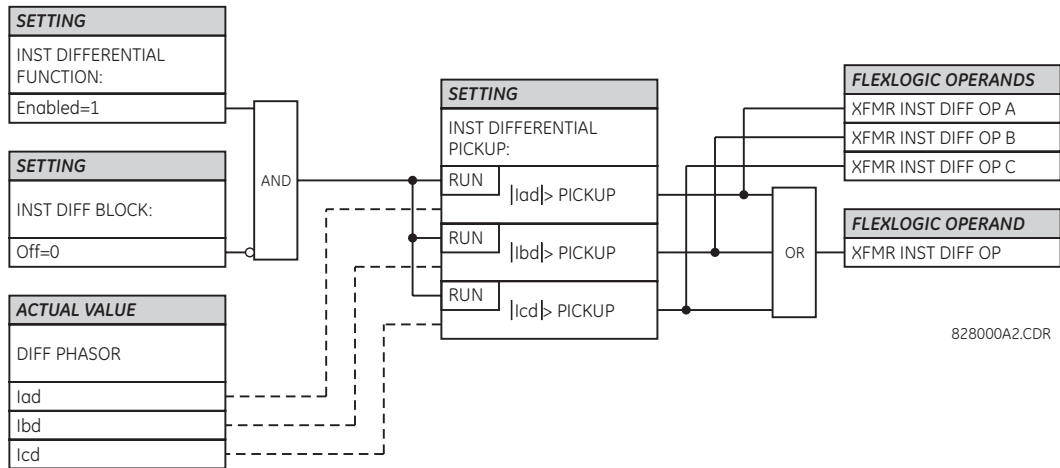 SETTING
INST DIFFERENTIAL
FUNCTION:
Enabled=1
SETTING
INST DIFF BLOCK:
Off=0
ACTUAL VALUE
DIFF PHASOR
Iad
Ibd
Icd
AND
SETTING
INST DIFFERENTIAL
PICKUP:
RUN
|Iad|> PICKUP
RUN
|Ibd|> PICKUP
RUN
|Icd|> PICKUP
OR
FLEXLOGIC OPERANDS
XFMR INST DIFF OP A
XFMR INST DIFF OP B
XFMR INST DIFF OP C
FLEXLOGIC OPERAND
XFMR INST DIFF OP
828000A2.CDR